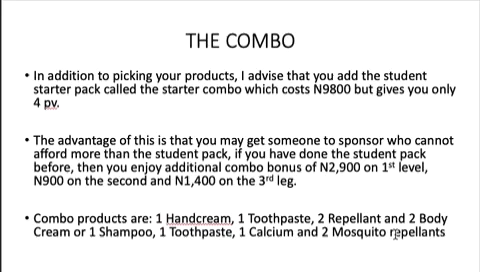 THE COMBO
• In addition to picking your products, I advise that you add the student
starter pack called the starter combo which costs N9800 but gives you only
4 pv.
• The advantage of this is that you may get someone to sponsor who cannot
afford more than the student pack, if you have done the student pack
before, then you enjoy additional combo bonus of N2,900 on 1st level,
N900 on the second and N1,400 on the 3rd leg.
• Combo products are: 1 Handcream, 1 Toothpaste, 2 Repellant and 2 Body
Cream or 1 Shampoo, 1 Toothpaste, 1 Calcium and 2 Mosquito repellants